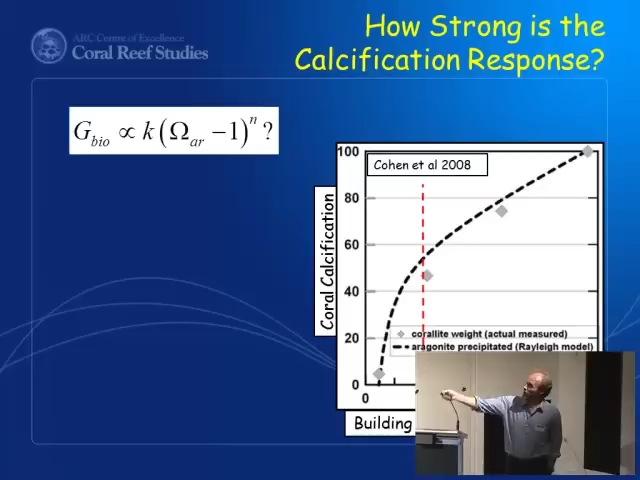 ARC Centre of Excellence
Coral Reef Studies
How Strong is the
Calcification Response?
G_bio ∝ k(Ω_ar −1)^n ?
Cohen et al 2008
100
80
60
40
20
0
0
Coral Calcification
corallite weight (actual measured)
aragonite precipitated (Rayleigh model)
Building